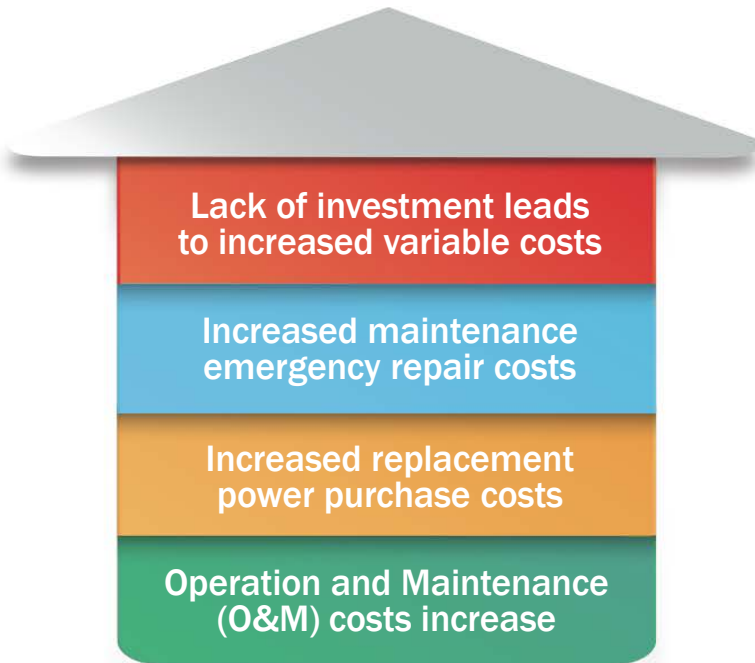 Lack of investment leads
to increased variable costs
Increased maintenance
emergency repair costs
Increased replacement
power purchase costs
Operation and Maintenance
(O&M) costs increase